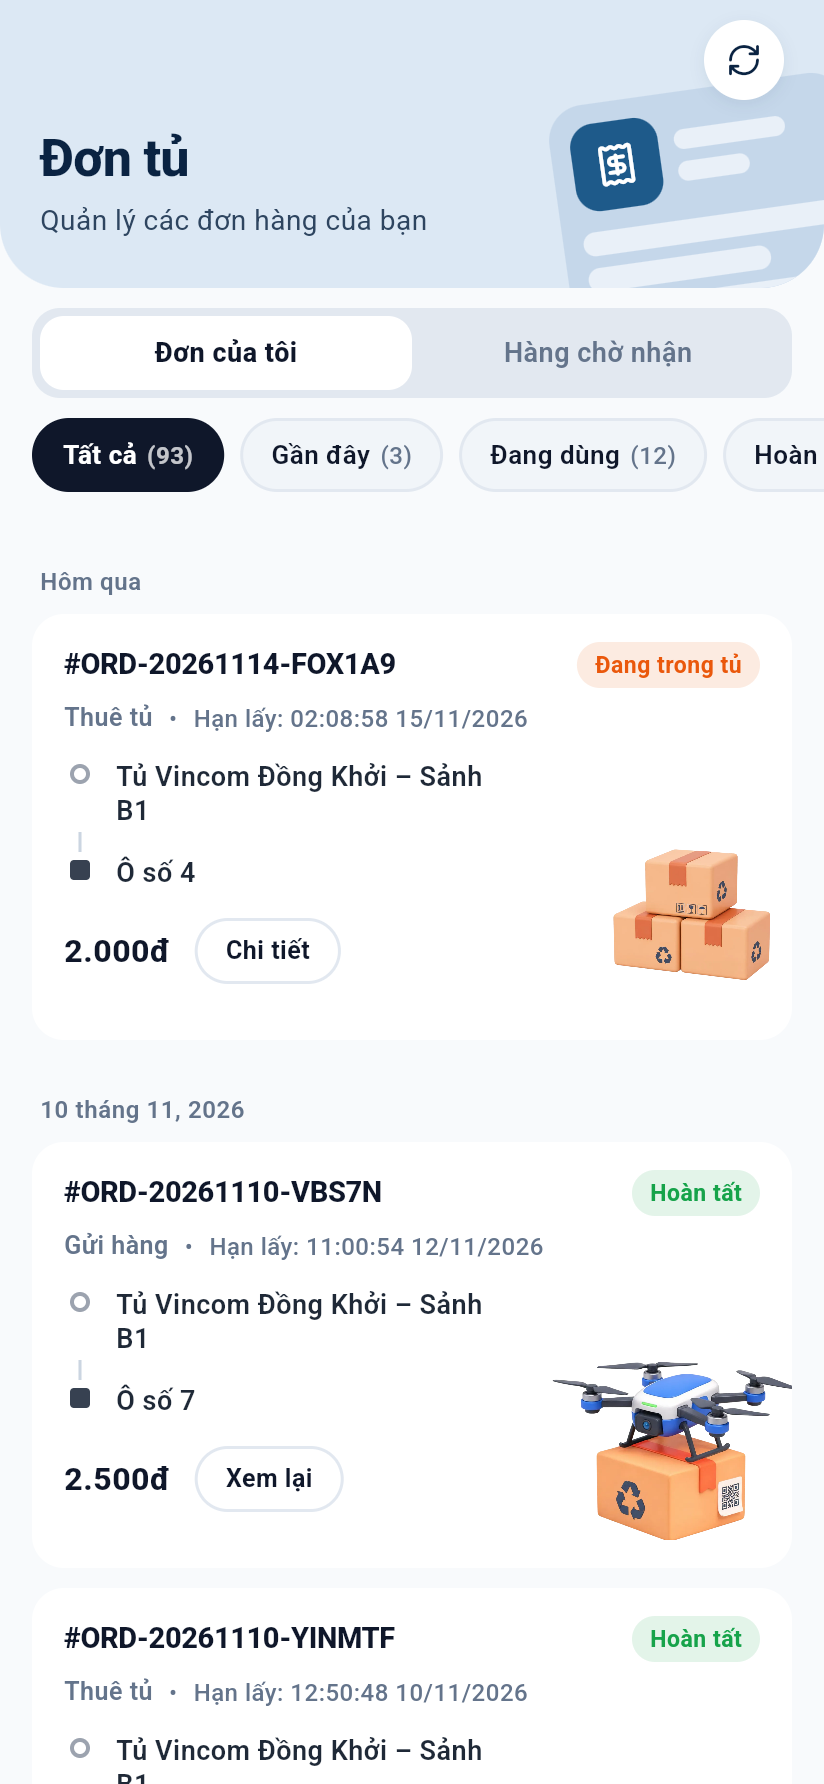 Đơn tủ
Quản lý các đơn hàng của bạn
Đơn của tôi
Hàng chờ nhận
Tất cả (93)
Gần đây (3)
Đang dùng (12)
Hoàn
Hôm qua
#ORD-20261114-FOX1A9
Đang trong tủ
Thuê tủ • Hạn lấy: 02:08:58 15/11/2026
Tủ Vincom Đồng Khởi – Sảnh
B1
Ô số 4
2.000đ
Chi tiết
10 tháng 11, 2026
#ORD-20261110-VBS7N
Hoàn tất
Gửi hàng • Hạn lấy: 11:00:54 12/11/2026
Tủ Vincom Đồng Khởi – Sảnh
B1
Ô số 7
2.500đ
Xem lại
#ORD-20261110-YINMTF
Hoàn tất
Thuê tủ • Hạn lấy: 12:50:48 10/11/2026
Tủ Vincom Đồng Khởi – Sảnh
B1